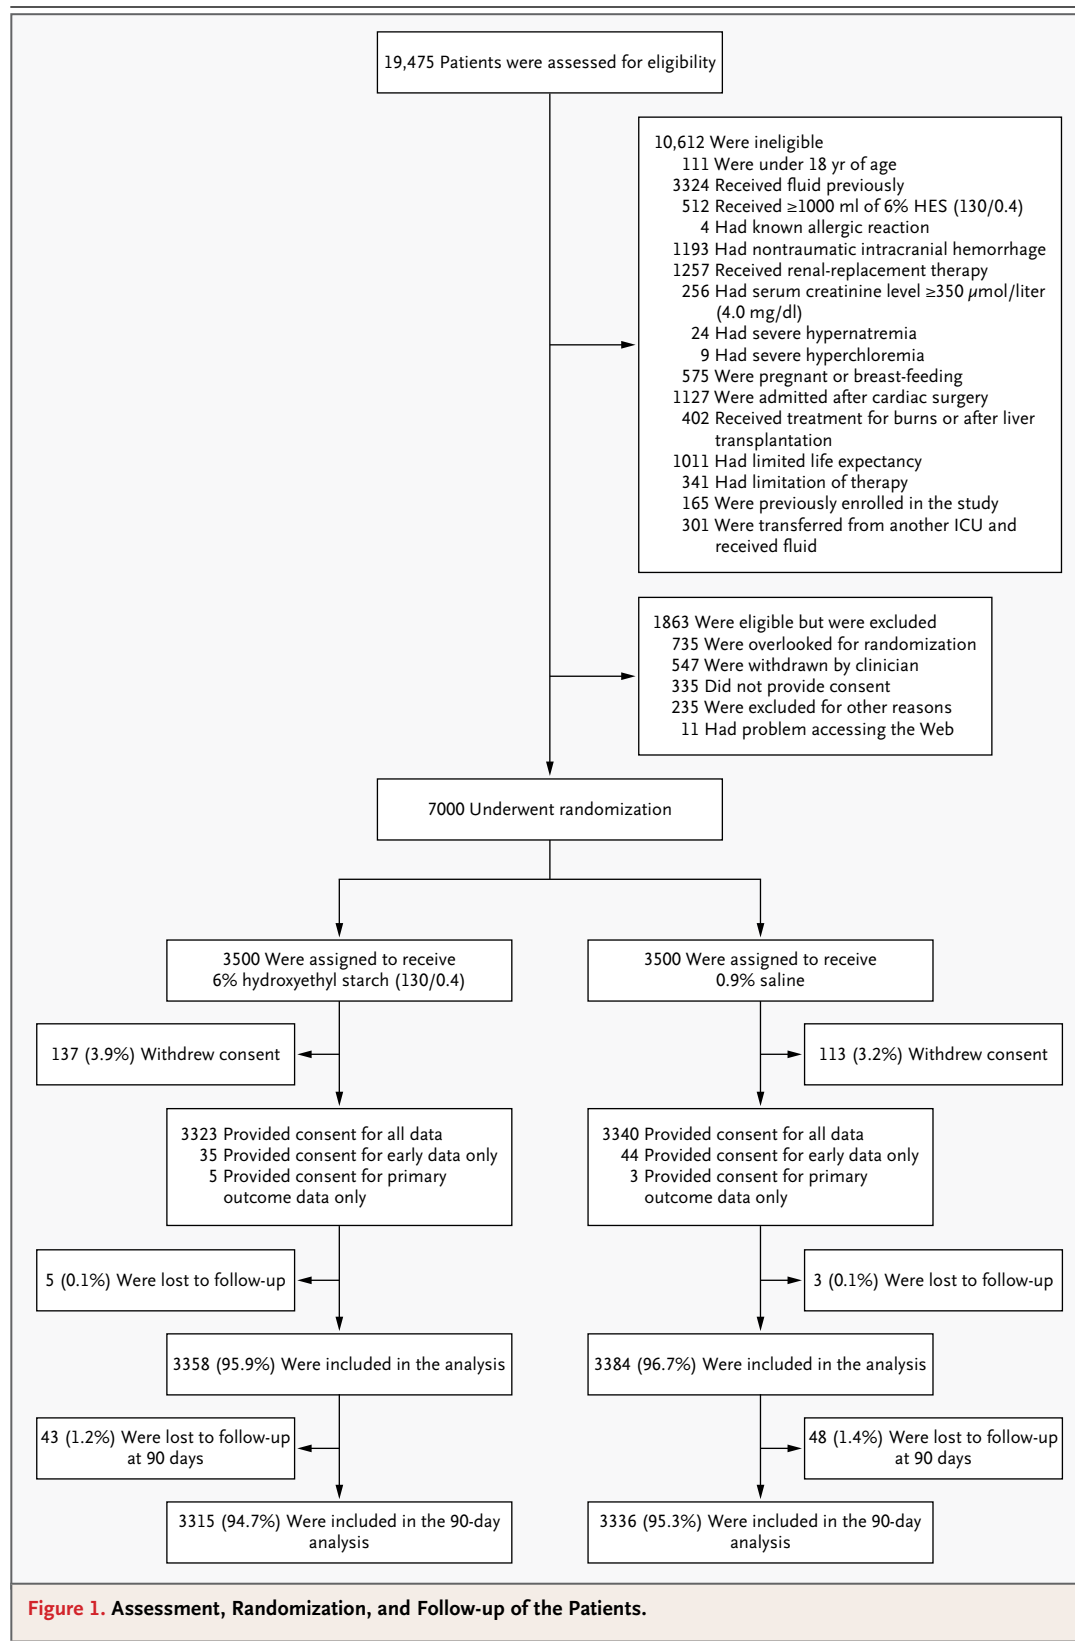 19,475 Patients were assessed for eligibility
10,612 Were ineligible
111 Were under 18 yr of age
3324 Received fluid previously
512 Received ≥1000 ml of 6% HES (130/0.4)
4 Had known allergic reaction
1193 Had nontraumatic intracranial hemorrhage
1257 Received renal-replacement therapy
256 Had serum creatinine level ≥350 µmol/liter
(4.0 mg/dl)
24 Had severe hypernatremia
9 Had severe hyperchloremia
575 Were pregnant or breast-feeding
1127 Were admitted after cardiac surgery
402 Received treatment for burns or after liver
transplantation
1011 Had limited life expectancy
341 Had limitation of therapy
165 Were previously enrolled in the study
301 Were transferred from another ICU and
received fluid
1863 Were eligible but were excluded
735 Were overlooked for randomization
547 Were withdrawn by clinician
335 Did not provide consent
235 Were excluded for other reasons
11 Had problem accessing the Web
7000 Underwent randomization
3500 Were assigned to receive
6% hydroxyethyl starch (130/0.4)
3500 Were assigned to receive
0.9% saline
137 (3.9%) Withdrew consent
113 (3.2%) Withdrew consent
3323 Provided consent for all data
35 Provided consent for early data only
5 Provided consent for primary
outcome data only
3340 Provided consent for all data
44 Provided consent for early data only
3 Provided consent for primary
outcome data only
5 (0.1%) Were lost to follow-up
3 (0.1%) Were lost to follow-up
3358 (95.9%) Were included in the analysis
3384 (96.7%) Were included in the analysis
43 (1.2%) Were lost to follow-up
at 90 days
48 (1.4%) Were lost to follow-up
at 90 days
3315 (94.7%) Were included in the 90-day
analysis
3336 (95.3%) Were included in the 90-day
analysis
Figure 1. Assessment, Randomization, and Follow-up of the Patients.